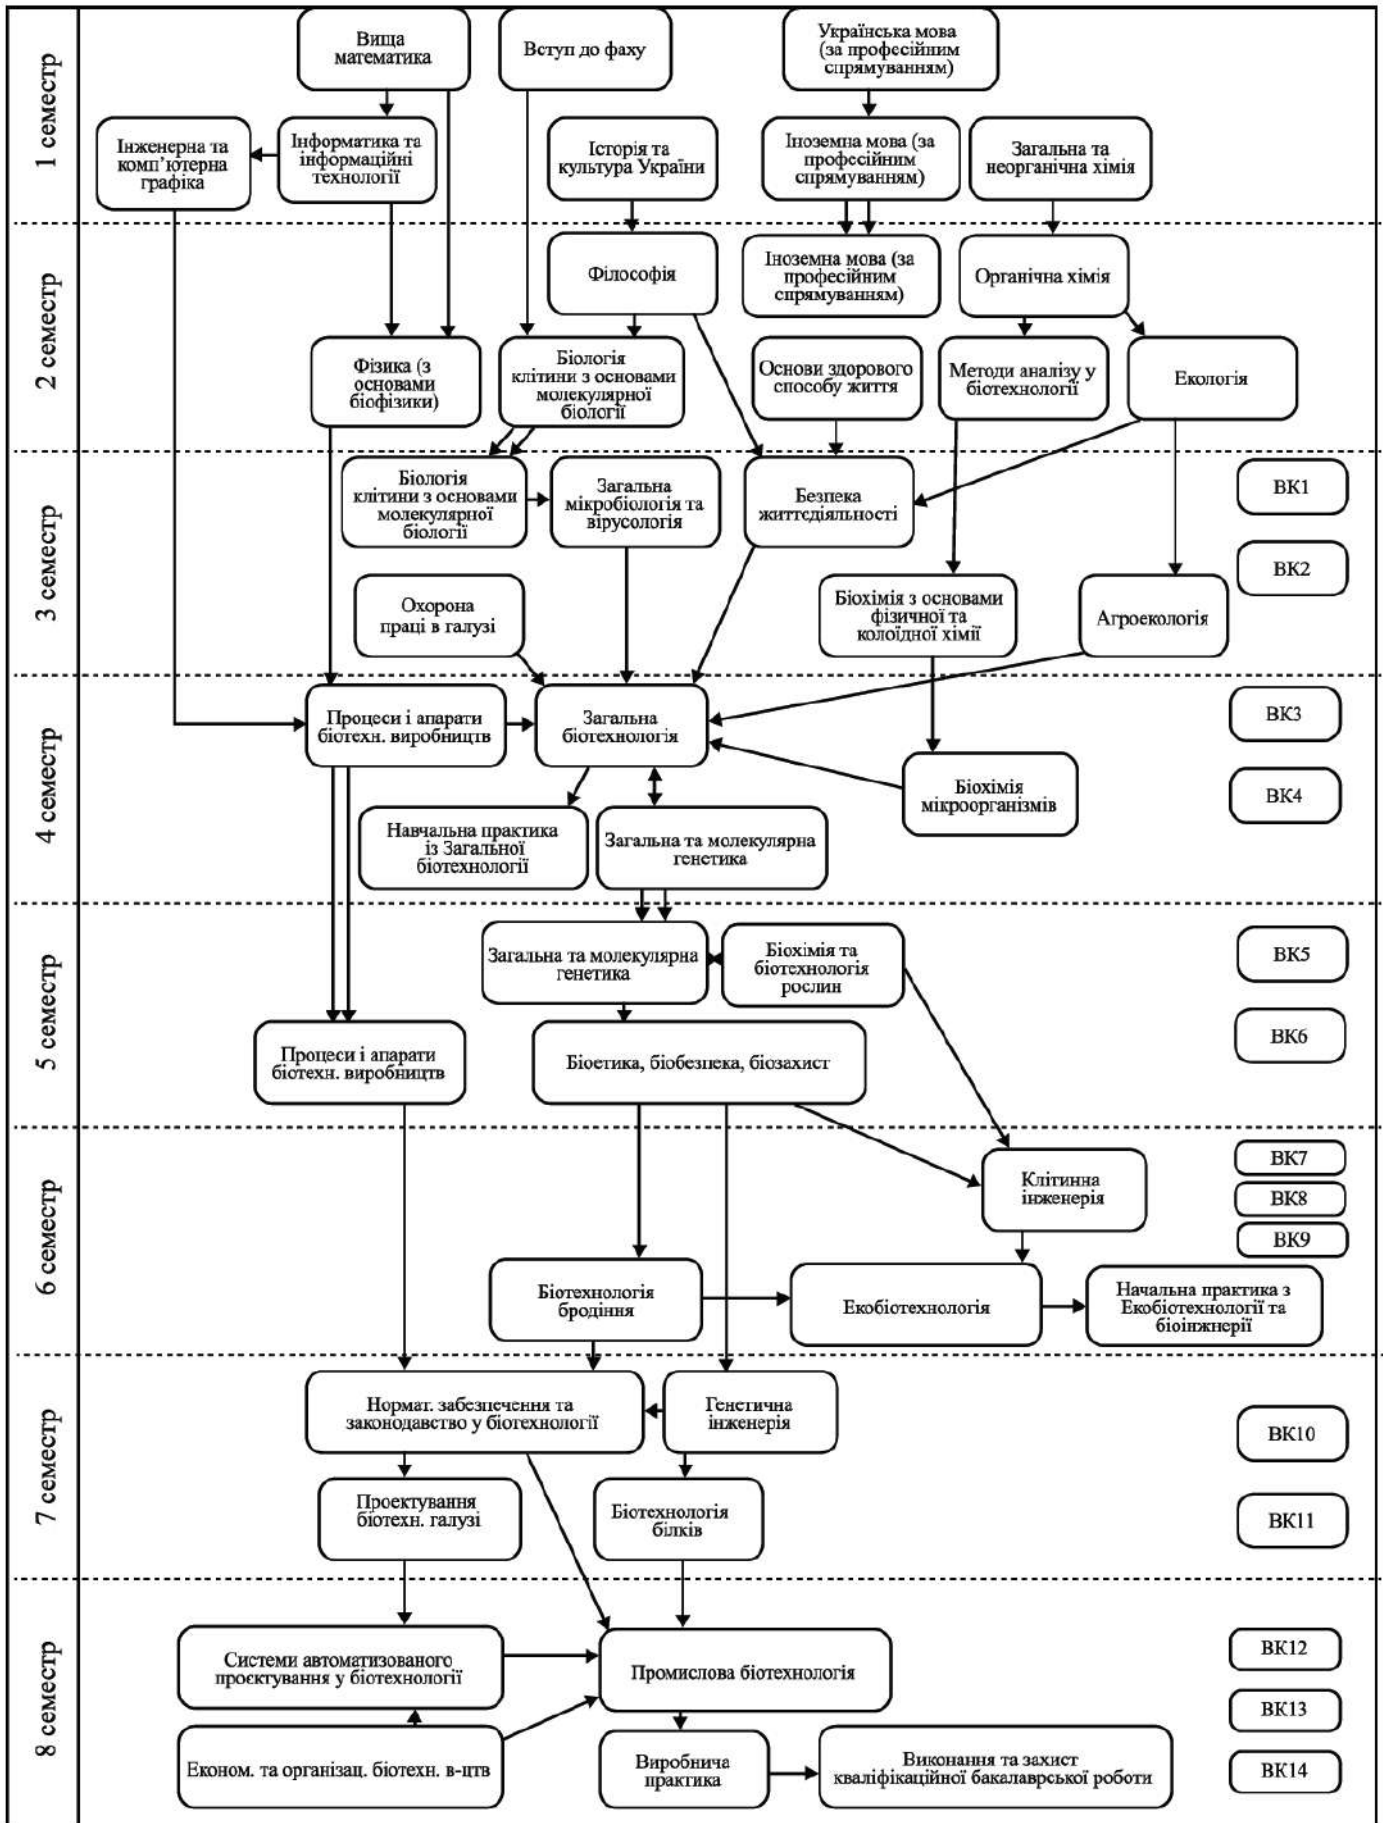 1 семестр
Вища
математика
Вступ до фаху
Українська мова
(за професійним
спрямуванням)
Інженерна та
комп’ютерна
графіка
Інформатика та
інформаційні
технології
Історія та
культура України
Іноземна мова (за
професійним
спрямуванням)
Загальна та
неорганічна хімія
2 семестр
Філософія
Іноземна мова (за
професійним
спрямуванням)
Органічна хімія
Фізика (з
основами
біофізики)
Біологія
клітини з основами
молекулярної
біології
Основи здорового
способу життя
Методи аналізу у
біотехнології
Екологія
3 семестр
Біологія
клітини з основами
молекулярної
біології
Загальна
мікробіологія та
вірусологія
Безпека
життєдіяльності
ВК1
ВК2
Охорона
праці в галузі
Біохімія з основами
фізичної та
колоїдної хімії
Агроекологія
4 семестр
Процеси і апарати
біотехн. виробництв
Загальна
біотехнологія
ВК3
Біохімія
мікроорганізмів
ВК4
Навчальна практика
із Загальної
біотехнології
Загальна та молекулярна
генетика
5 семестр
Загальна та молекулярна
генетика
Біохімія та
біотехнологія
рослин
ВК5
Процеси і апарати
біотехн. виробництв
Біоетика, біобезпека, біозахист
ВК6
6 семестр
Клітинна
інженерія
ВК7
ВК8
ВК9
Біотехнологія
бродіння
Екобіотехнологія
Начальна практика з
Екобіотехнології та
біоінжнерії
7 семестр
Нормат. забезпечення та
законодавство у біотехнології
Генетична
інженерія
ВК10
Проектування
біотехн. галузі
Біотехнологія
білків
ВК11
8 семестр
Системи автоматизованого
проєктування у біотехнології
Промислова біотехнологія
ВК12
ВК13
Економ. та організац. біотехн. в-цтв
Виробнича
практика
Виконання та захист
кваліфікаційної бакалаврської роботи
ВК14